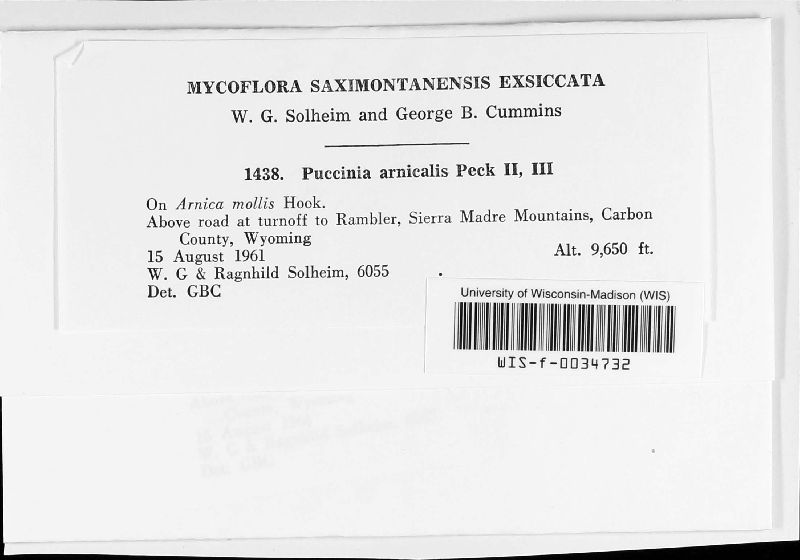 MYCOFLORA SAXIMONTANENSIS EXSICCATA
W. G. Solheim and George B. Cummins
1438. Puccinia arnicalis Peck II, III
On Arnica mollis Hook.
Above road at turnoff to Rambler, Sierra Madre Mountains, Carbon
County, Wyoming
Alt. 9,650 ft.
15 August 1961
W. G & Ragnhild Solheim, 6055
Det. GBC
University of Wisconsin-Madison (WIS)
WIS-f-0034732